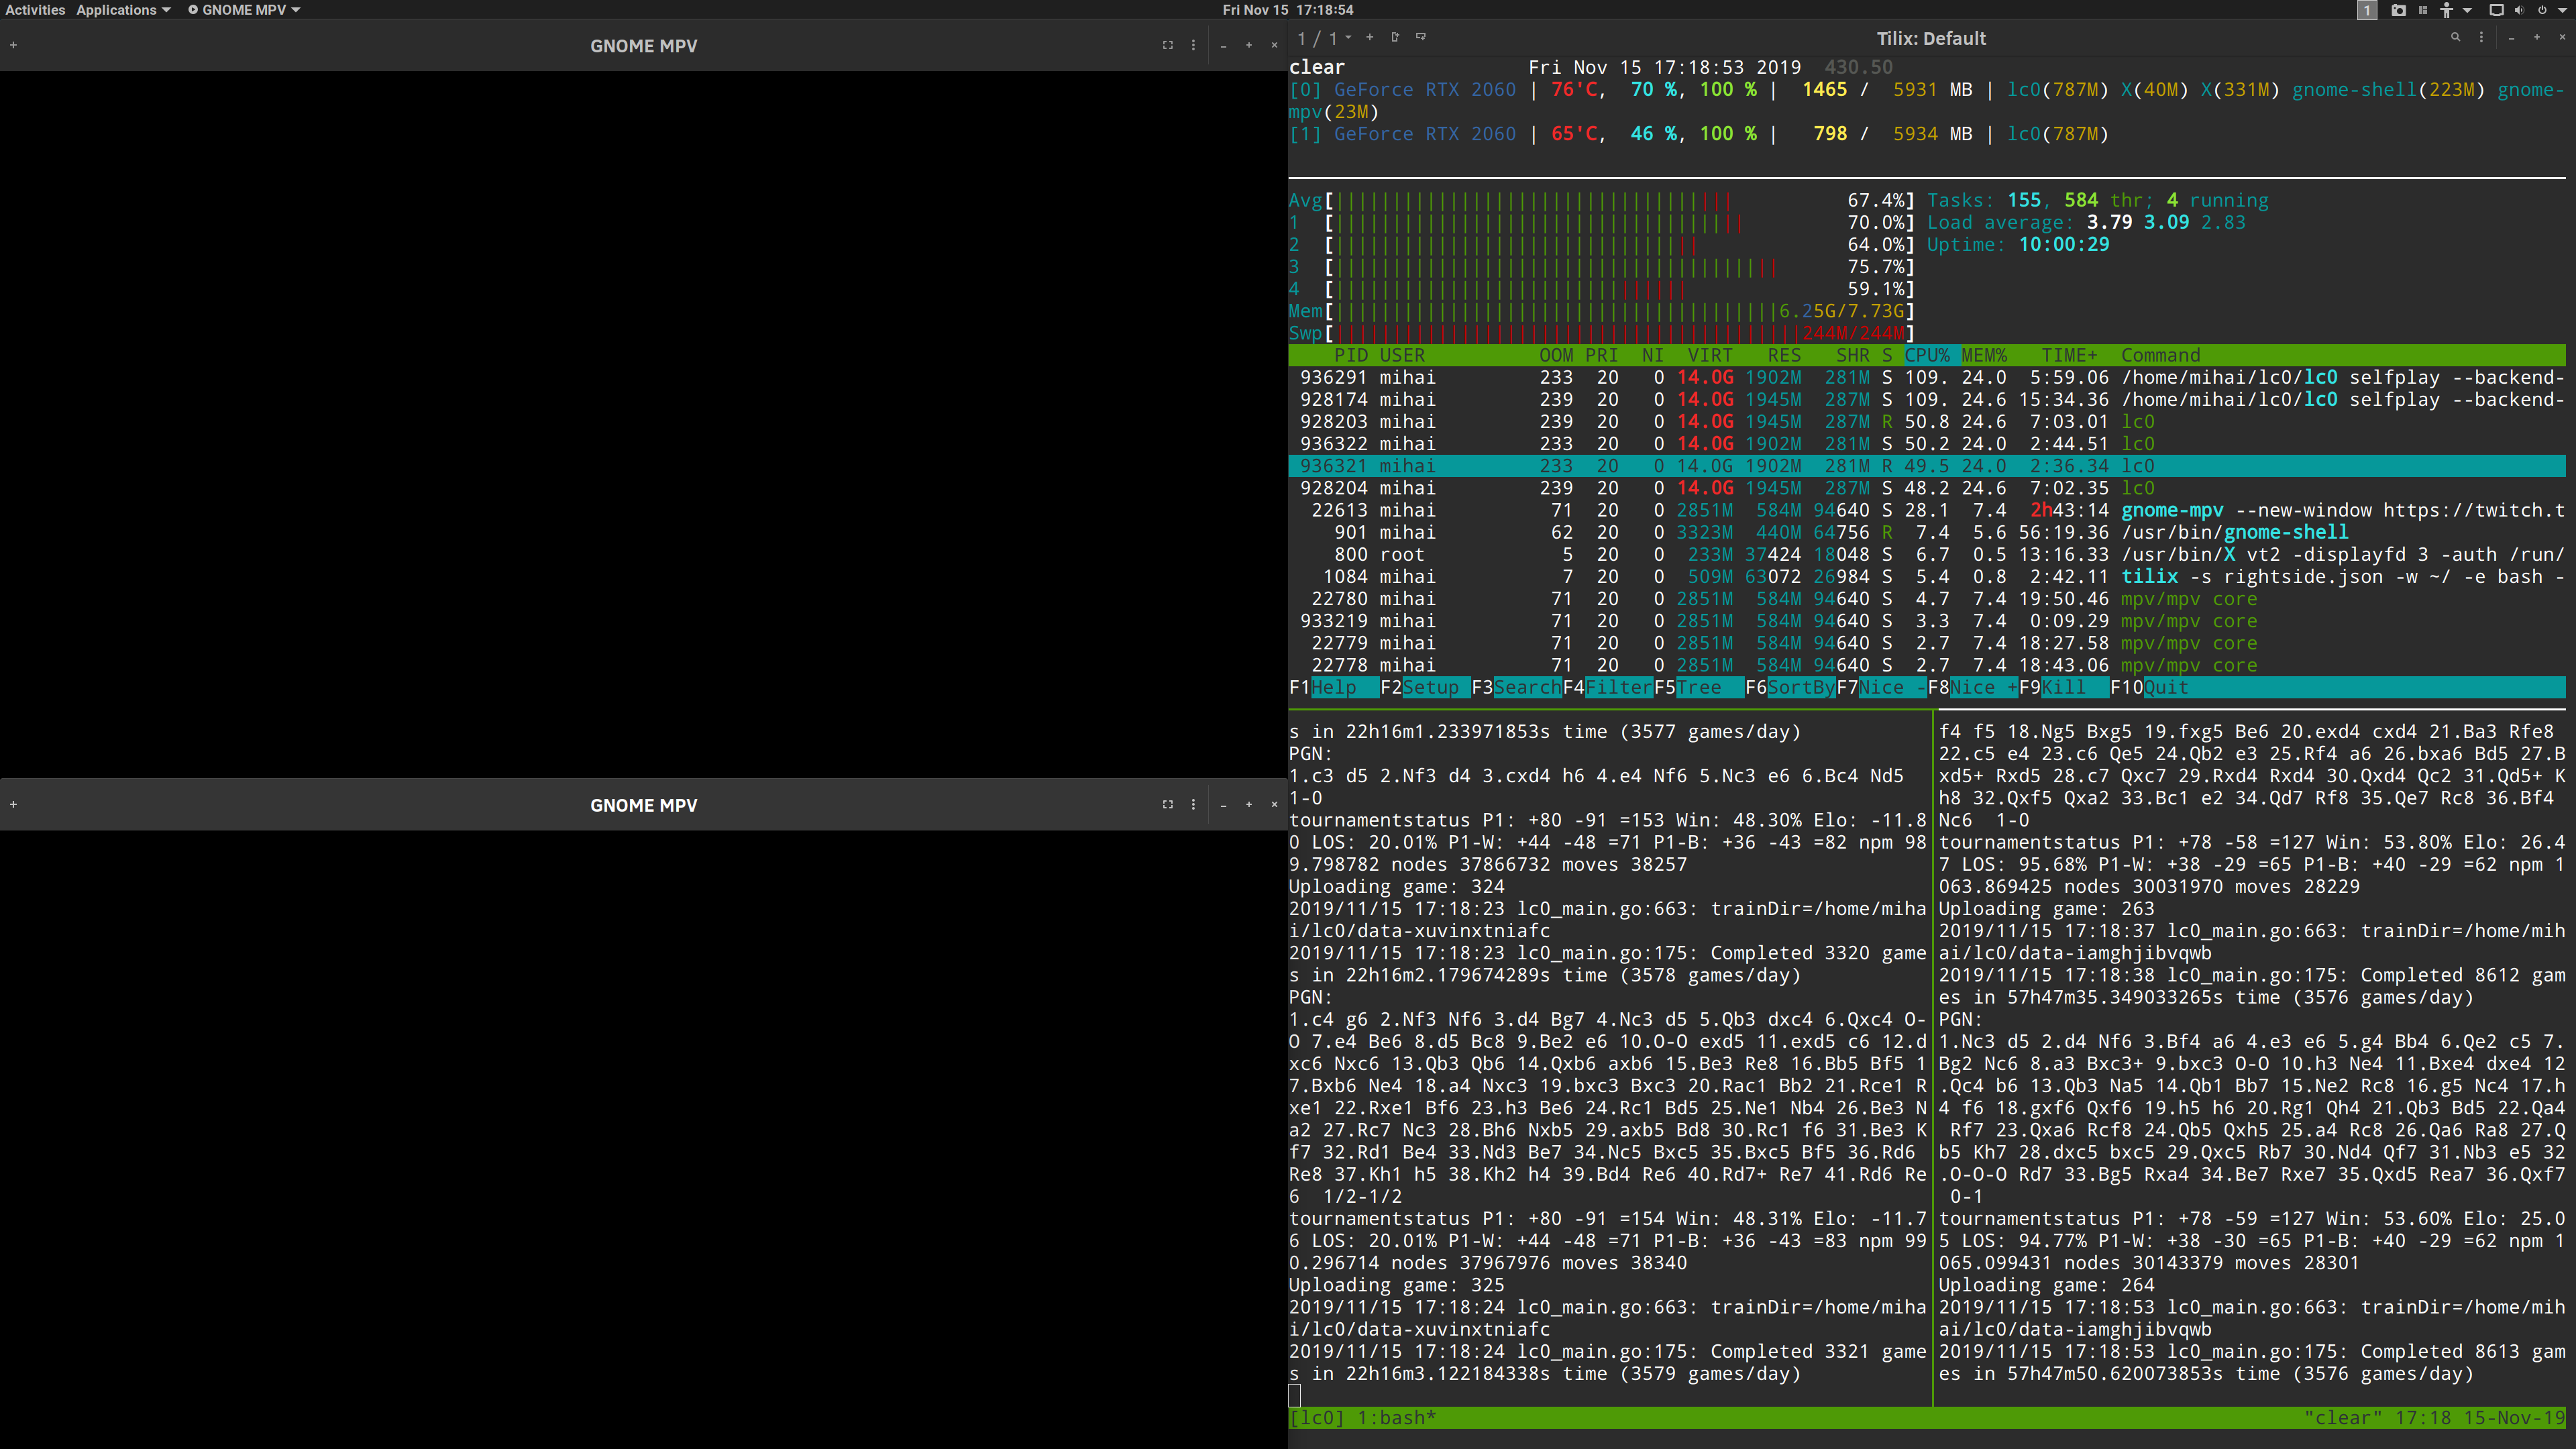 Activities Applications GNOME MPV Fri Nov 15 17:18:54 1
GNOME MPV
1 / 1 Tilix: Default
clear Fri Nov 15 17:18:53 2019 430.50
[0] GeForce RTX 2060 | 76'C, 70 %, 100 % | 1465 / 5931 MB | lc0(787M) X(40M) X(331M) gnome-shell(223M) gnome-
mpv(23M)
[1] GeForce RTX 2060 | 65'C, 46 %, 100 % | 798 / 5934 MB | lc0(787M)
Avg[ 67.4%] Tasks: 155, 584 thr; 4 running
1 [ 70.0%] Load average: 3.79 3.09 2.83
2 [ 64.0%] Uptime: 10:00:29
3 [ 75.7%]
4 [ 59.1%]
Mem[ 6.25G/7.73G]
Swp[ 244M/244M]
PID USER OOM PRI NI VIRT RES SHR S CPU% MEM% TIME+ Command
936291 mihai 233 20 0 14.0G 1902M 281M S 109. 24.0 5:59.06 /home/mihai/lc0/lc0 selfplay --backend-
928174 mihai 239 20 0 14.0G 1945M 287M S 109. 24.6 15:34.36 /home/mihai/lc0/lc0 selfplay --backend-
928203 mihai 239 20 0 14.0G 1945M 287M R 50.8 24.6 7:03.01 lc0
936322 mihai 233 20 0 14.0G 1902M 281M S 50.2 24.0 2:44.51 lc0
936321 mihai 233 20 0 14.0G 1902M 281M R 49.5 24.0 2:36.34 lc0
928204 mihai 239 20 0 14.0G 1945M 287M S 48.2 24.6 7:02.35 lc0
22613 mihai 71 20 0 2851M 584M 94640 S 28.1 7.4 2h43:14 gnome-mpv --new-window https://twitch.t
901 mihai 62 20 0 3323M 440M 64756 R 7.4 5.6 56:19.36 /usr/bin/gnome-shell
800 root 5 20 0 233M 37424 18048 S 6.7 0.5 13:16.33 /usr/bin/X vt2 -displayfd 3 -auth /run/
1084 mihai 7 20 0 509M 63072 26984 S 5.4 0.8 2:42.11 tilix -s rightside.json -w ~/ -e bash -
22780 mihai 71 20 0 2851M 584M 94640 S 4.7 7.4 19:50.46 mpv/mpv core
933219 mihai 71 20 0 2851M 584M 94640 S 3.3 7.4 0:09.29 mpv/mpv core
22779 mihai 71 20 0 2851M 584M 94640 S 2.7 7.4 18:27.58 mpv/mpv core
22778 mihai 71 20 0 2851M 584M 94640 S 2.7 7.4 18:43.06 mpv/mpv core
F1Help F2Setup F3SearchF4FilterF5Tree F6SortByF7Nice -F8Nice +F9Kill F10Quit
GNOME MPV
s in 22h16m1.233971853s time (3577 games/day)
PGN:
1.c3 d5 2.Nf3 d4 3.cxd4 h6 4.e4 Nf6 5.Nc3 e6 6.Bc4 Nd5
1-0
tournamentstatus P1: +80 -91 =153 Win: 48.30% Elo: -11.8
0 LOS: 20.01% P1-W: +44 -48 =71 P1-B: +36 -43 =82 npm 98
9.798782 nodes 37866732 moves 38257
Uploading game: 324
2019/11/15 17:18:23 lc0_main.go:663: trainDir=/home/miha
i/lc0/data-xuvinxtniafc
2019/11/15 17:18:23 lc0_main.go:175: Completed 3320 game
s in 22h16m2.179674289s time (3578 games/day)
PGN:
1.c4 g6 2.Nf3 Nf6 3.d4 Bg7 4.Nc3 d5 5.Qb3 dxc4 6.Qxc4 O-
O 7.e4 Be6 8.d5 Bc8 9.Be2 e6 10.O-O exd5 11.exd5 c6 12.d
xc6 Nxc6 13.Qb3 Qb6 14.Qxb6 axb6 15.Be3 Re8 16.Bb5 Bf5 1
7.Bxb6 Ne4 18.a4 Nxc3 19.bxc3 Bxc3 20.Rac1 Bb2 21.Rce1 R
xe1 22.Rxe1 Bf6 23.h3 Be6 24.Rc1 Bd5 25.Ne1 Nb4 26.Be3 N
a2 27.Rc7 Nc3 28.Bh6 Nxb5 29.axb5 Bd8 30.Rc1 f6 31.Be3 K
f7 32.Rd1 Be4 33.Nd3 Be7 34.Nc5 Bxc5 35.Bxc5 Bf5 36.Rd6
Re8 37.Kh1 h5 38.Kh2 h4 39.Bd4 Re6 40.Rd7+ Re7 41.Rd6 Re
6 1/2-1/2
tournamentstatus P1: +80 -91 =154 Win: 48.31% Elo: -11.7
6 LOS: 20.01% P1-W: +44 -48 =71 P1-B: +36 -43 =83 npm 99
0.296714 nodes 37967976 moves 38340
Uploading game: 325
2019/11/15 17:18:24 lc0_main.go:663: trainDir=/home/miha
i/lc0/data-xuvinxtniafc
2019/11/15 17:18:24 lc0_main.go:175: Completed 3321 game
s in 22h16m3.122184338s time (3579 games/day)
f4 f5 18.Ng5 Bxg5 19.fxg5 Be6 20.exd4 cxd4 21.Ba3 Rfe8
22.c5 e4 23.c6 Qe5 24.Qb2 e3 25.Rf4 a6 26.bxa6 Bd5 27.B
xd5+ Rxd5 28.c7 Qxc7 29.Rxd4 Rxd4 30.Qxd4 Qc2 31.Qd5+ K
h8 32.Qxf5 Qxa2 33.Bc1 e2 34.Qd7 Rf8 35.Qe7 Rc8 36.Bf4
Nc6 1-0
tournamentstatus P1: +78 -58 =127 Win: 53.80% Elo: 26.4
7 LOS: 95.68% P1-W: +38 -29 =65 P1-B: +40 -29 =62 npm 1
063.869425 nodes 30031970 moves 28229
Uploading game: 263
2019/11/15 17:18:37 lc0_main.go:663: trainDir=/home/mih
ai/lc0/data-iamghjibvqwb
2019/11/15 17:18:38 lc0_main.go:175: Completed 8612 gam
es in 57h47m35.349033265s time (3576 games/day)
PGN:
1.Nc3 d5 2.d4 Nf6 3.Bf4 a6 4.e3 e6 5.g4 Bb4 6.Qe2 c5 7.
Bg2 Nc6 8.a3 Bxc3+ 9.bxc3 O-O 10.h3 Ne4 11.Bxe4 dxe4 12
.Qc4 b6 13.Qb3 Na5 14.Qb1 Bb7 15.Ne2 Rc8 16.g5 Nc4 17.h
4 f6 18.gxf6 Qxf6 19.h5 h6 20.Rg1 Qh4 21.Qb3 Bd5 22.Qa4
Rf7 23.Qxa6 Rcf8 24.Qb5 Qxh5 25.a4 Rc8 26.Qa6 Ra8 27.Q
b5 Kh7 28.dxc5 bxc5 29.Qxc5 Rb7 30.Nd4 Qf7 31.Nb3 e5 32
.O-O-O Rd7 33.Bg5 Rxa4 34.Be7 Rxe7 35.Qxd5 Rea7 36.Qxf7
0-1
tournamentstatus P1: +78 -59 =127 Win: 53.60% Elo: 25.0
5 LOS: 94.77% P1-W: +38 -30 =65 P1-B: +40 -29 =62 npm 1
065.099431 nodes 30143379 moves 28301
Uploading game: 264
2019/11/15 17:18:53 lc0_main.go:663: trainDir=/home/mih
ai/lc0/data-iamghjibvqwb
2019/11/15 17:18:53 lc0_main.go:175: Completed 8613 gam
es in 57h47m50.620073853s time (3576 games/day)
[lc0] 1:bash* "clear" 17:18 15-Nov-19